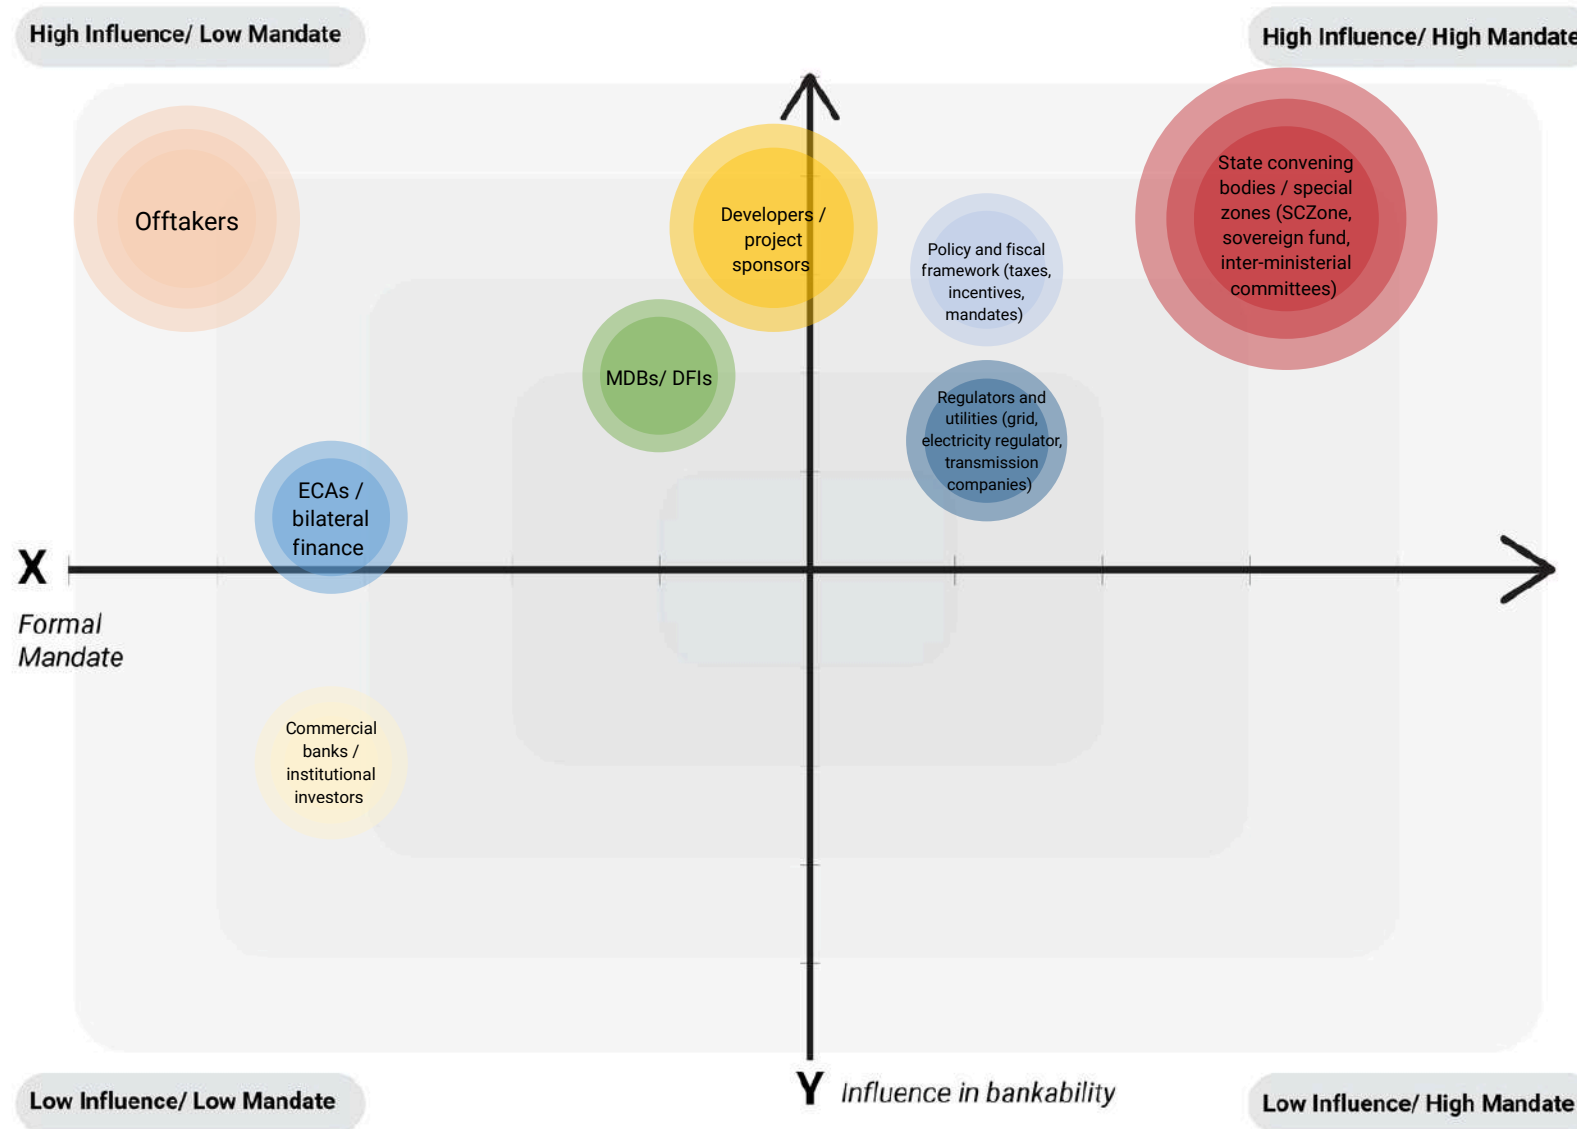 High Influence/ Low Mandate
High Influence/ High Mandate
Offtakers
Developers /
project
sponsors
Policy and fiscal
framework (taxes,
incentives,
mandates)
State convening
bodies / special
zones (SCZone,
sovereign fund,
inter-ministerial
committees)
MDBs/ DFIs
Regulators and
utilities (grid,
electricity regulator,
transmission
companies)
ECAs /
bilateral
finance
X
Formal
Mandate
Commercial
banks /
institutional
investors
Y
Influence in bankability
Low Influence/ Low Mandate
Low Influence/ High Mandate